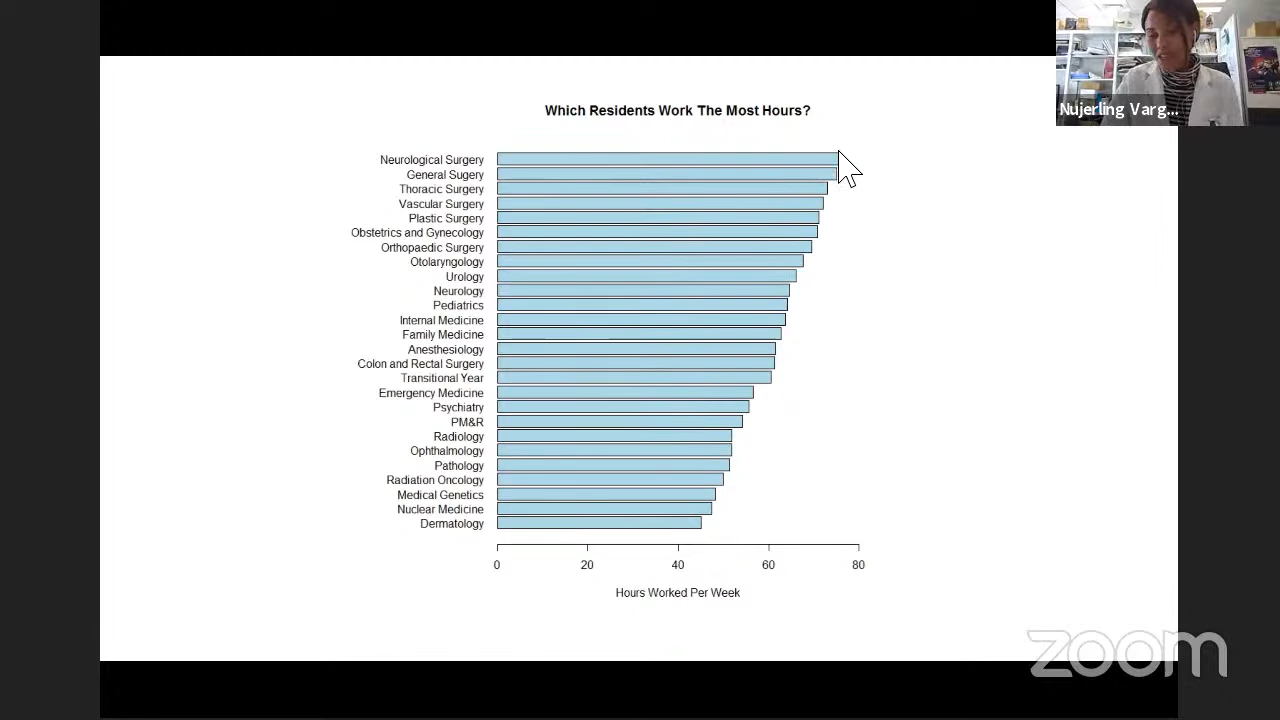 Nujerling Varg...
Which Residents Work The Most Hours?
Neurological Surgery
General Sugery
Thoracic Surgery
Vascular Surgery
Plastic Surgery
Obstetrics and Gynecology
Orthopaedic Surgery
Otolaryngology
Urology
Neurology
Pediatrics
Internal Medicine
Family Medicine
Anesthesiology
Colon and Rectal Surgery
Transitional Year
Emergency Medicine
Psychiatry
PM&R
Radiology
Ophthalmology
Pathology
Radiation Oncology
Medical Genetics
Nuclear Medicine
Dermatology
0 20 40 60 80
Hours Worked Per Week
zoom